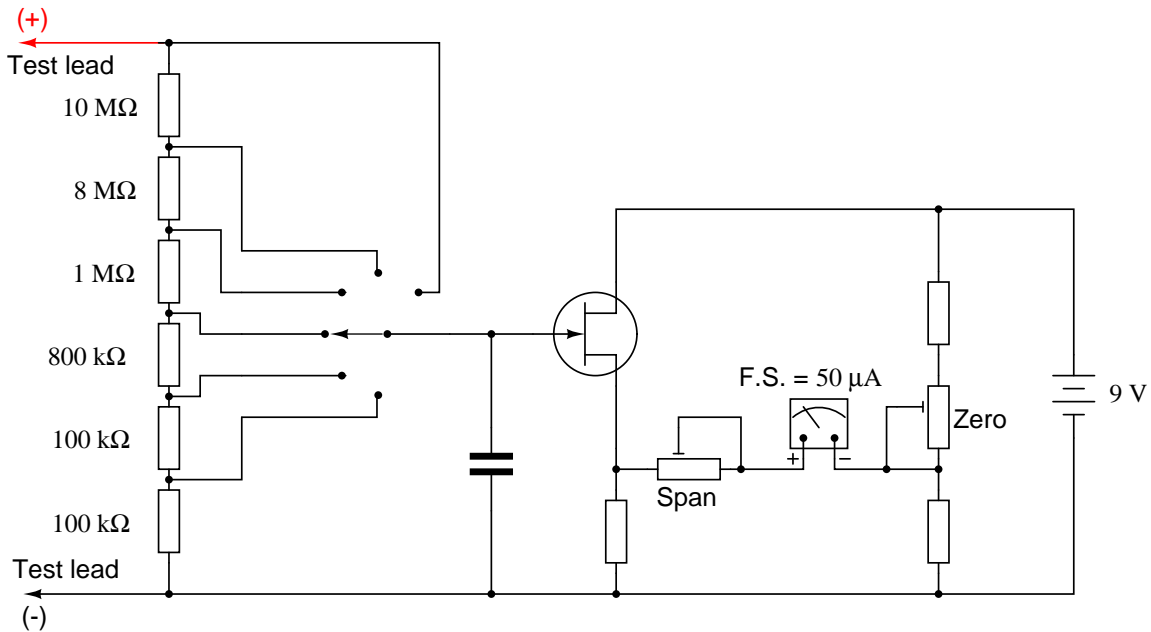 (+)
Test lead
10 MΩ
8 MΩ
1 MΩ
800 kΩ
F.S. = 50 μA
9 V
Zero
100 kΩ
+ −
Span
100 kΩ
Test lead
(-)